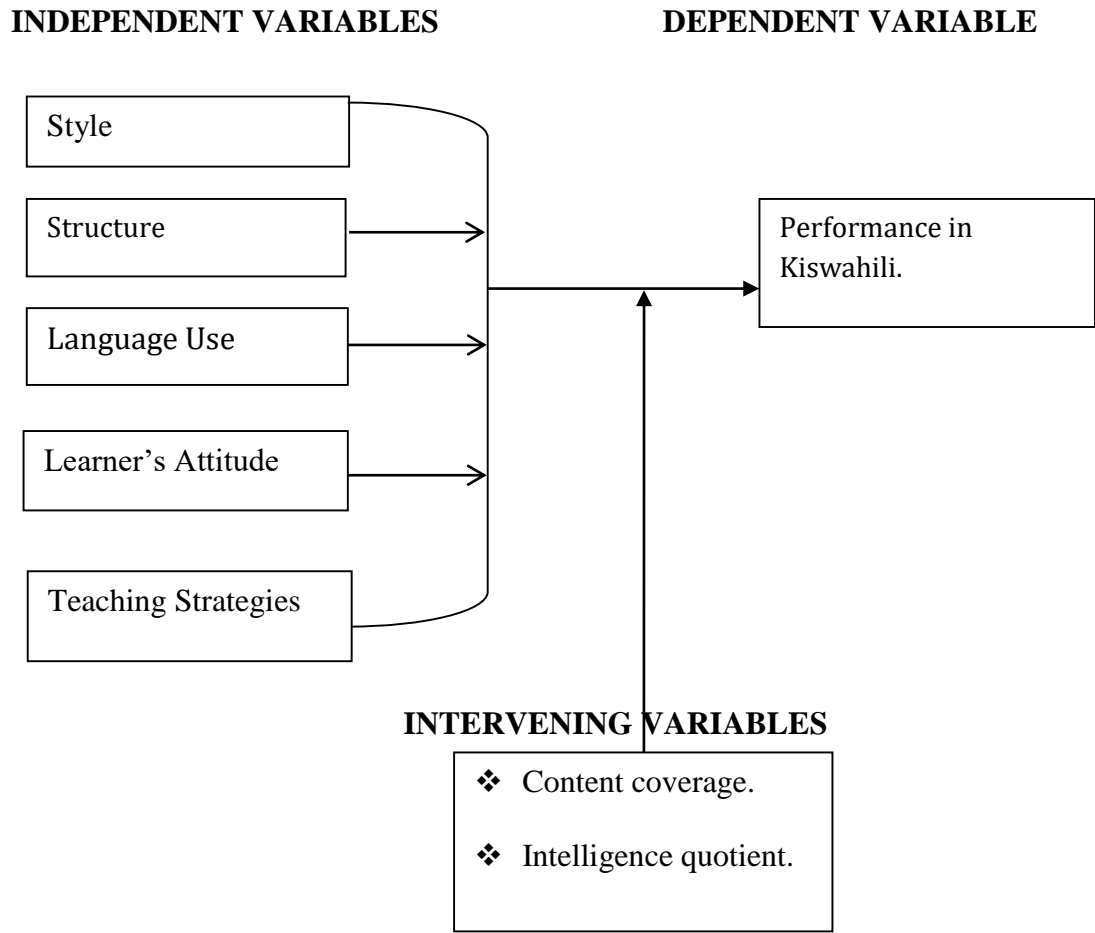 INDEPENDENT VARIABLES
DEPENDENT VARIABLE
Style
Structure
Language Use
Learner’s Attitude
Teaching Strategies
Performance in
Kiswahili.
INTERVENING VARIABLES
❖ Content coverage.
❖ Intelligence quotient.